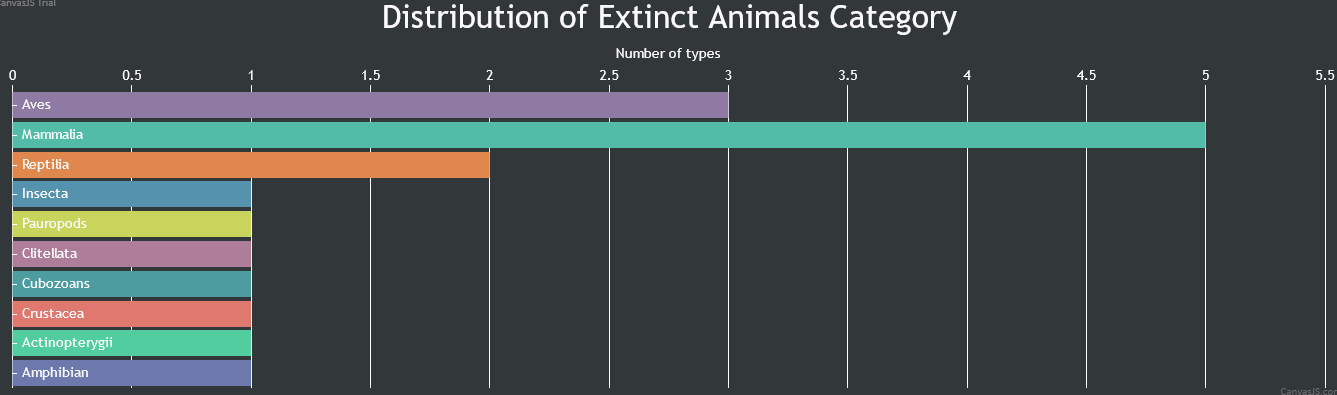 CanvasJS Trial
Distribution of Extinct Animals Category
Number of types
0 0.5 1 1.5 2 2.5 3 3.5 4 4.5 5 5.5
Aves
Mammalia
Reptilia
Insecta
Pauropods
Clitellata
Cubozoans
Crustacea
Actinopterygii
Amphibian
CanvasJS.com